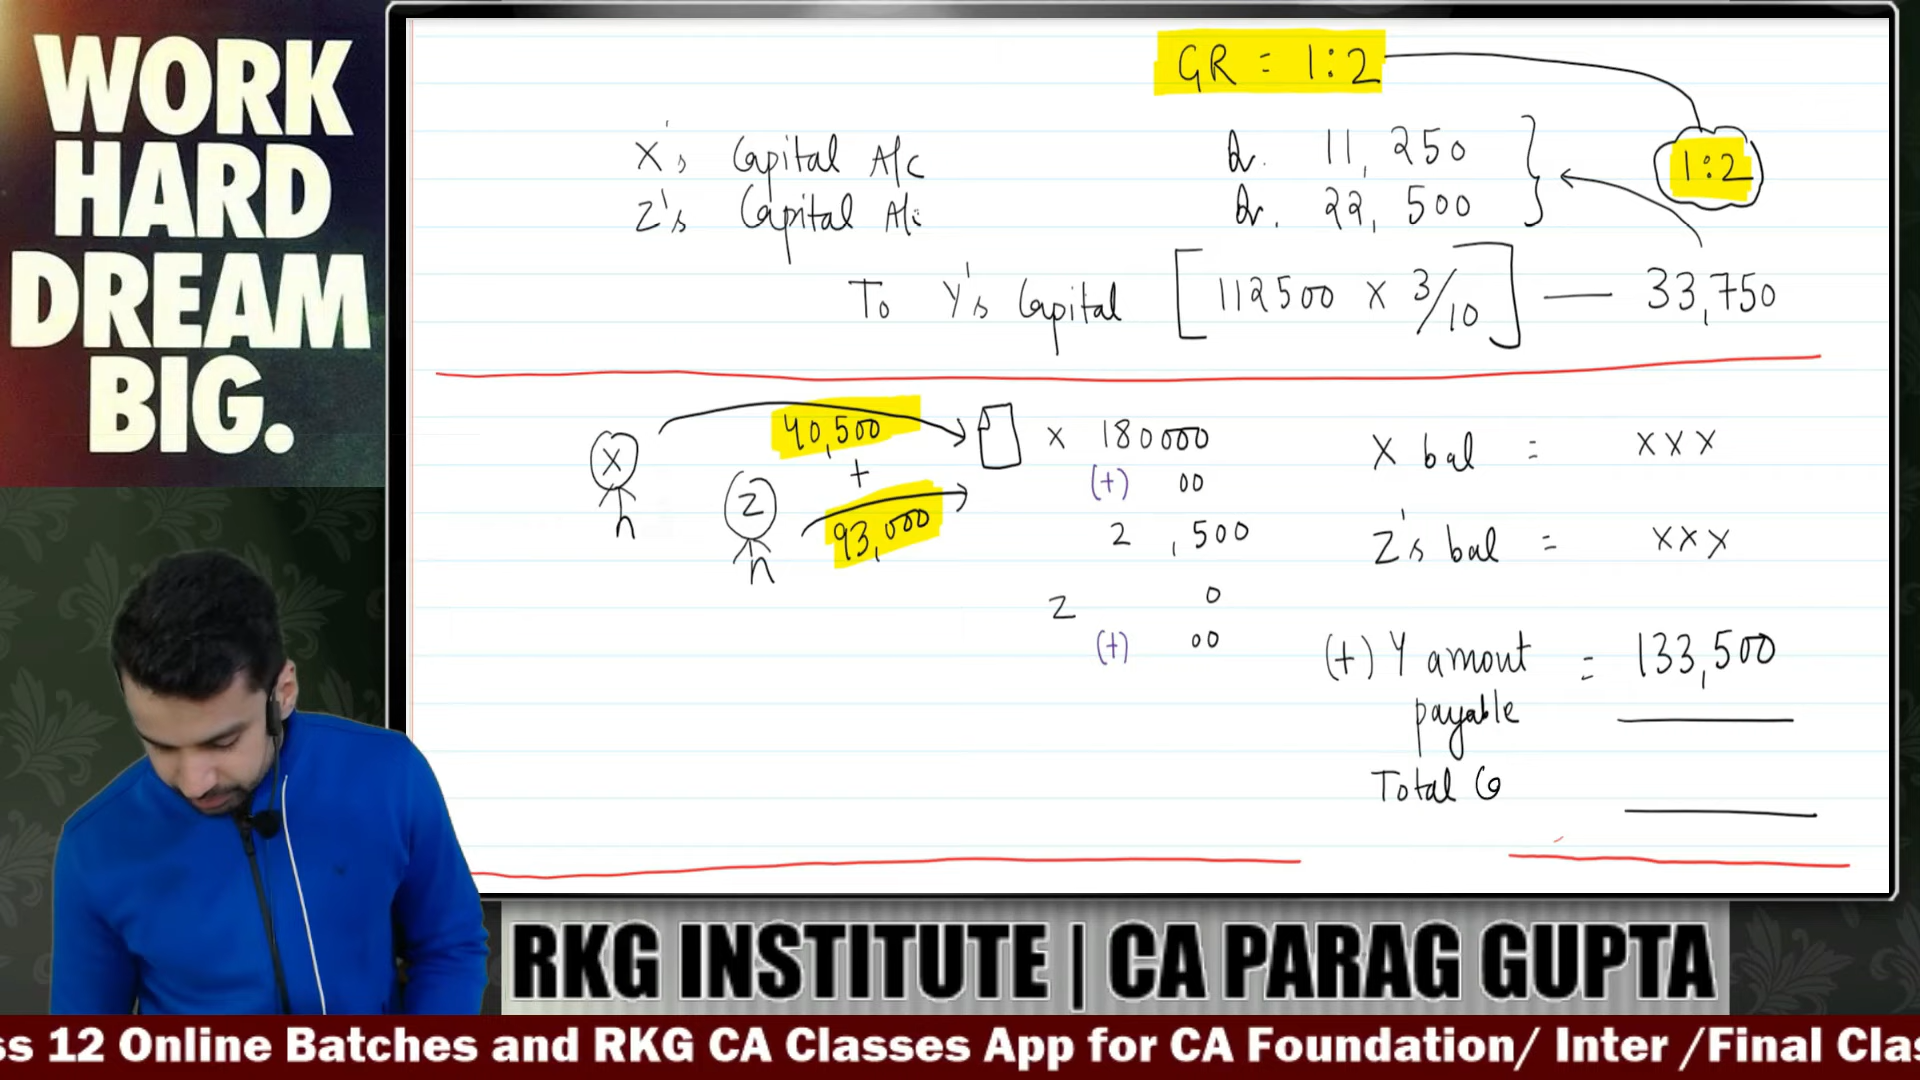 WORK
HARD
DREAM
BIG.
GR = 1:2
X's Capital A/c Dr. 11,250
1:2
Z's Capital A/c Dr. 22,500
To Y's Capital [112500 x 3/10] — 33,750
X 40,500 x 180000
+
(+) 00
Z 93,000
2 ,500
2 0
(+) 00
X bal = xxx
Z's bal = xxx
(+) Y amout = 133,500
payable
Total
RKG INSTITUTE | CA PARAG GUPTA
ss 12 Online Batches and RKG CA Classes App for CA Foundation/ Inter /Final Clas